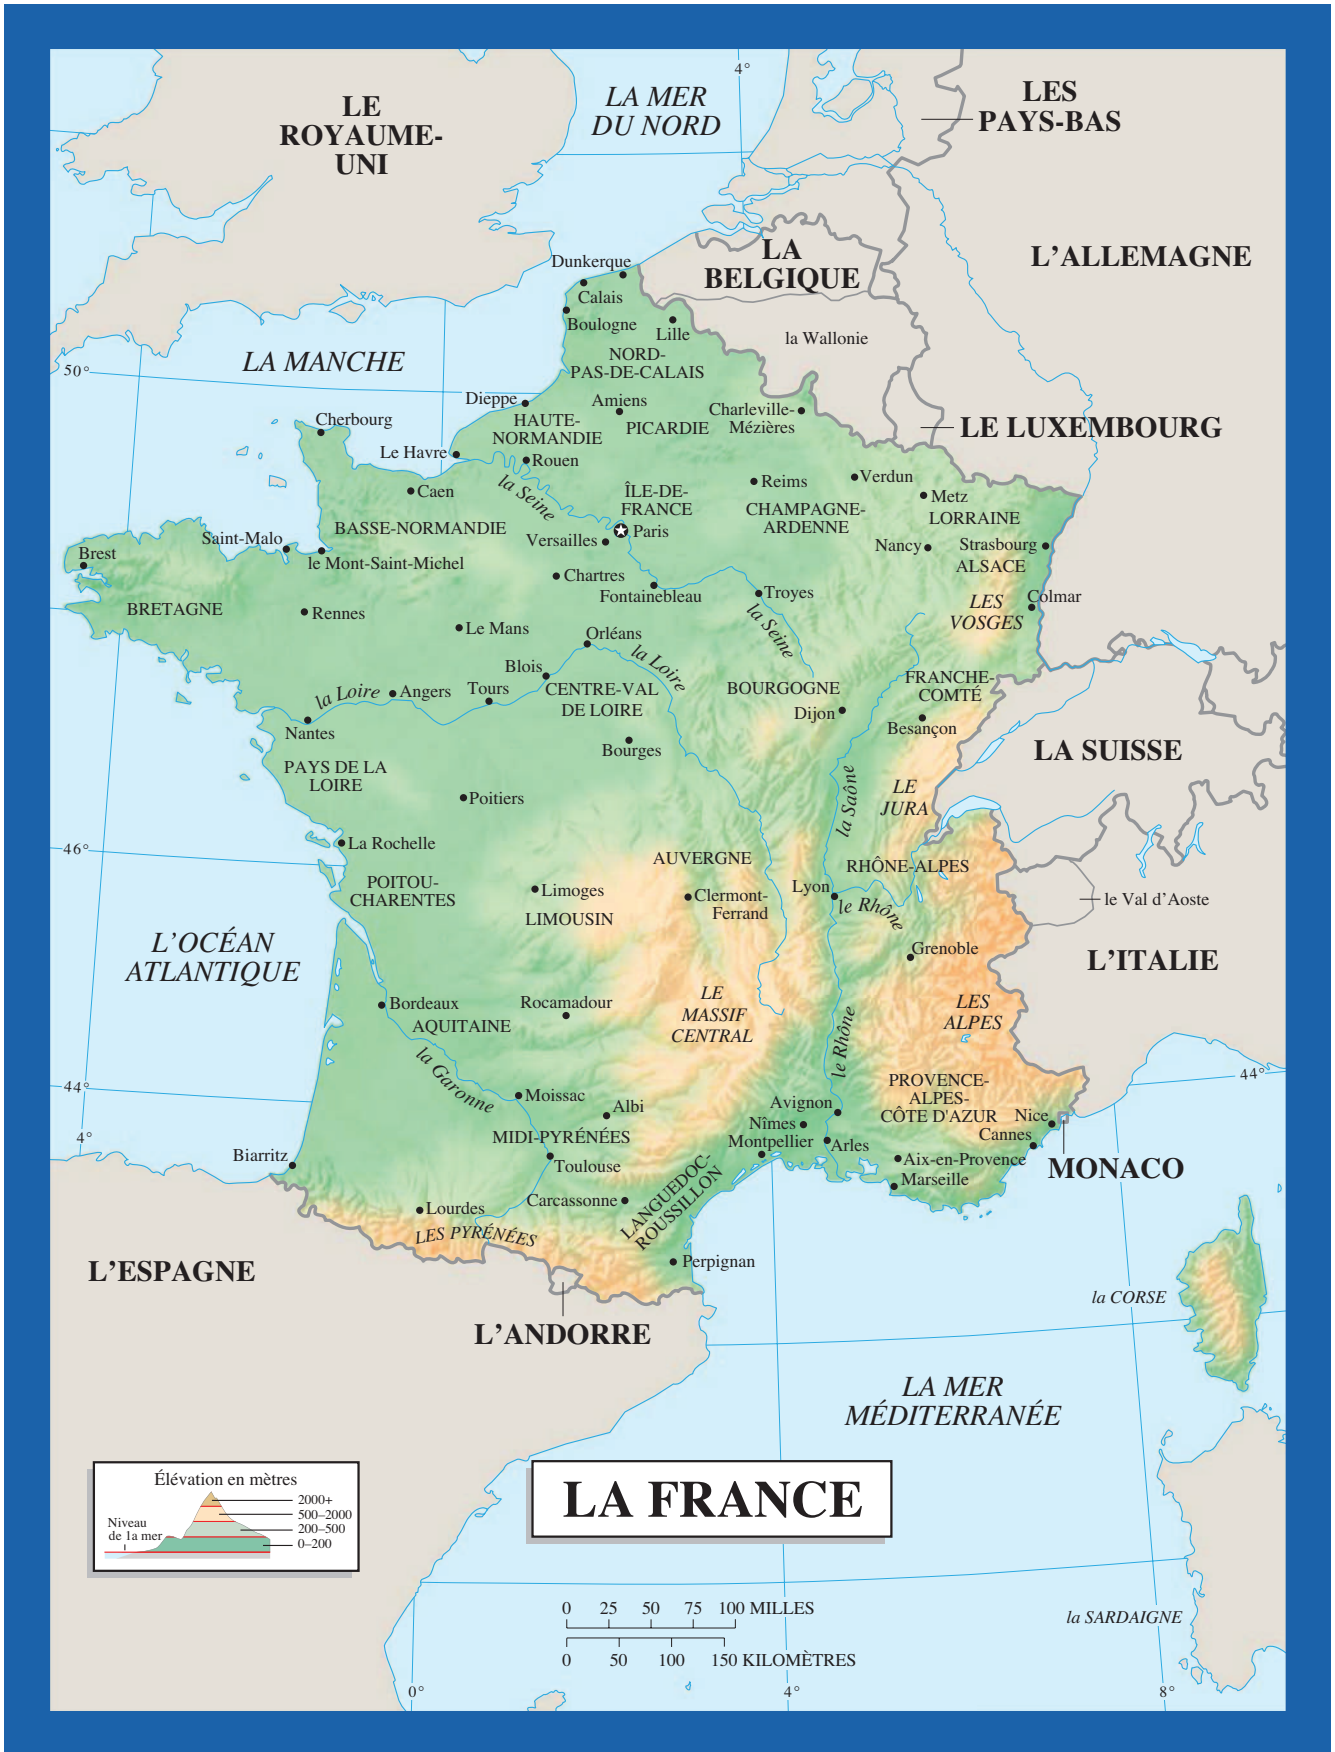 4°
LE
ROYAUME-
UNI
LA MER
DU NORD
LES
PAYS-BAS
LA
BELGIQUE
L'ALLEMAGNE
Dunkerque
Calais
Boulogne
Lille
la Wallonie
LA MANCHE
50°
NORD-
PAS-DE-CALAIS
Dieppe
Amiens
Charleville-
Mézières
Cherbourg
HAUTE-
NORMANDIE
PICARDIE
LE LUXEMBOURG
Le Havre
Rouen
Caen
la Seine
Reims
Verdun
Metz
ÎLE-DE-
FRANCE
CHAMPAGNE-
ARDENNE
LORRAINE
BASSE-NORMANDIE
Paris
Versailles
Saint-Malo
Nancy
Strasbourg
Brest
le Mont-Saint-Michel
ALSACE
Chartres
Fontainebleau
Troyes
LES
VOSGES
Colmar
BRETAGNE
Rennes
Le Mans
Orléans
la Seine
la Loire
Blois
la Loire
Angers
Tours
CENTRE-VAL
DE LOIRE
BOURGOGNE
FRANCHE-
COMTÉ
Dijon
Besançon
Nantes
Bourges
LA SUISSE
PAYS DE LA
LOIRE
Poitiers
la Saône
LE
JURA
46°
La Rochelle
AUVERGNE
RHÔNE-ALPES
POITOU-
CHARENTES
Limoges
Clermont-
Ferrand
Lyon
le Rhône
le Val d'Aoste
LIMOUSIN
L'OCÉAN
ATLANTIQUE
Grenoble
L'ITALIE
Bordeaux
Rocamadour
LE
MASSIF
CENTRAL
LES
ALPES
AQUITAINE
la Garonne
le Rhône
44°
44°
Moissac
Albi
PROVENCE-
ALPES-
CÔTE D'AZUR
Avignon
Nice
4°
MIDI-PYRÉNÉES
Nîmes
Montpellier
Arles
Cannes
Biarritz
Toulouse
Aix-en-Provence
MONACO
Marseille
Carcassonne
LANGUEDOC-
ROUSSILLON
Lourdes
LES PYRÉNÉES
Perpignan
L'ESPAGNE
la CORSE
L'ANDORRE
LA MER
MÉDITERRANÉE
Élévation en mètres
2000+
500–2000
200–500
0–200
Niveau
de la mer
LA FRANCE
0 25 50 75 100 MILLES
0 50 100 150 KILOMÈTRES
la SARDAIGNE
0° 4° 8°